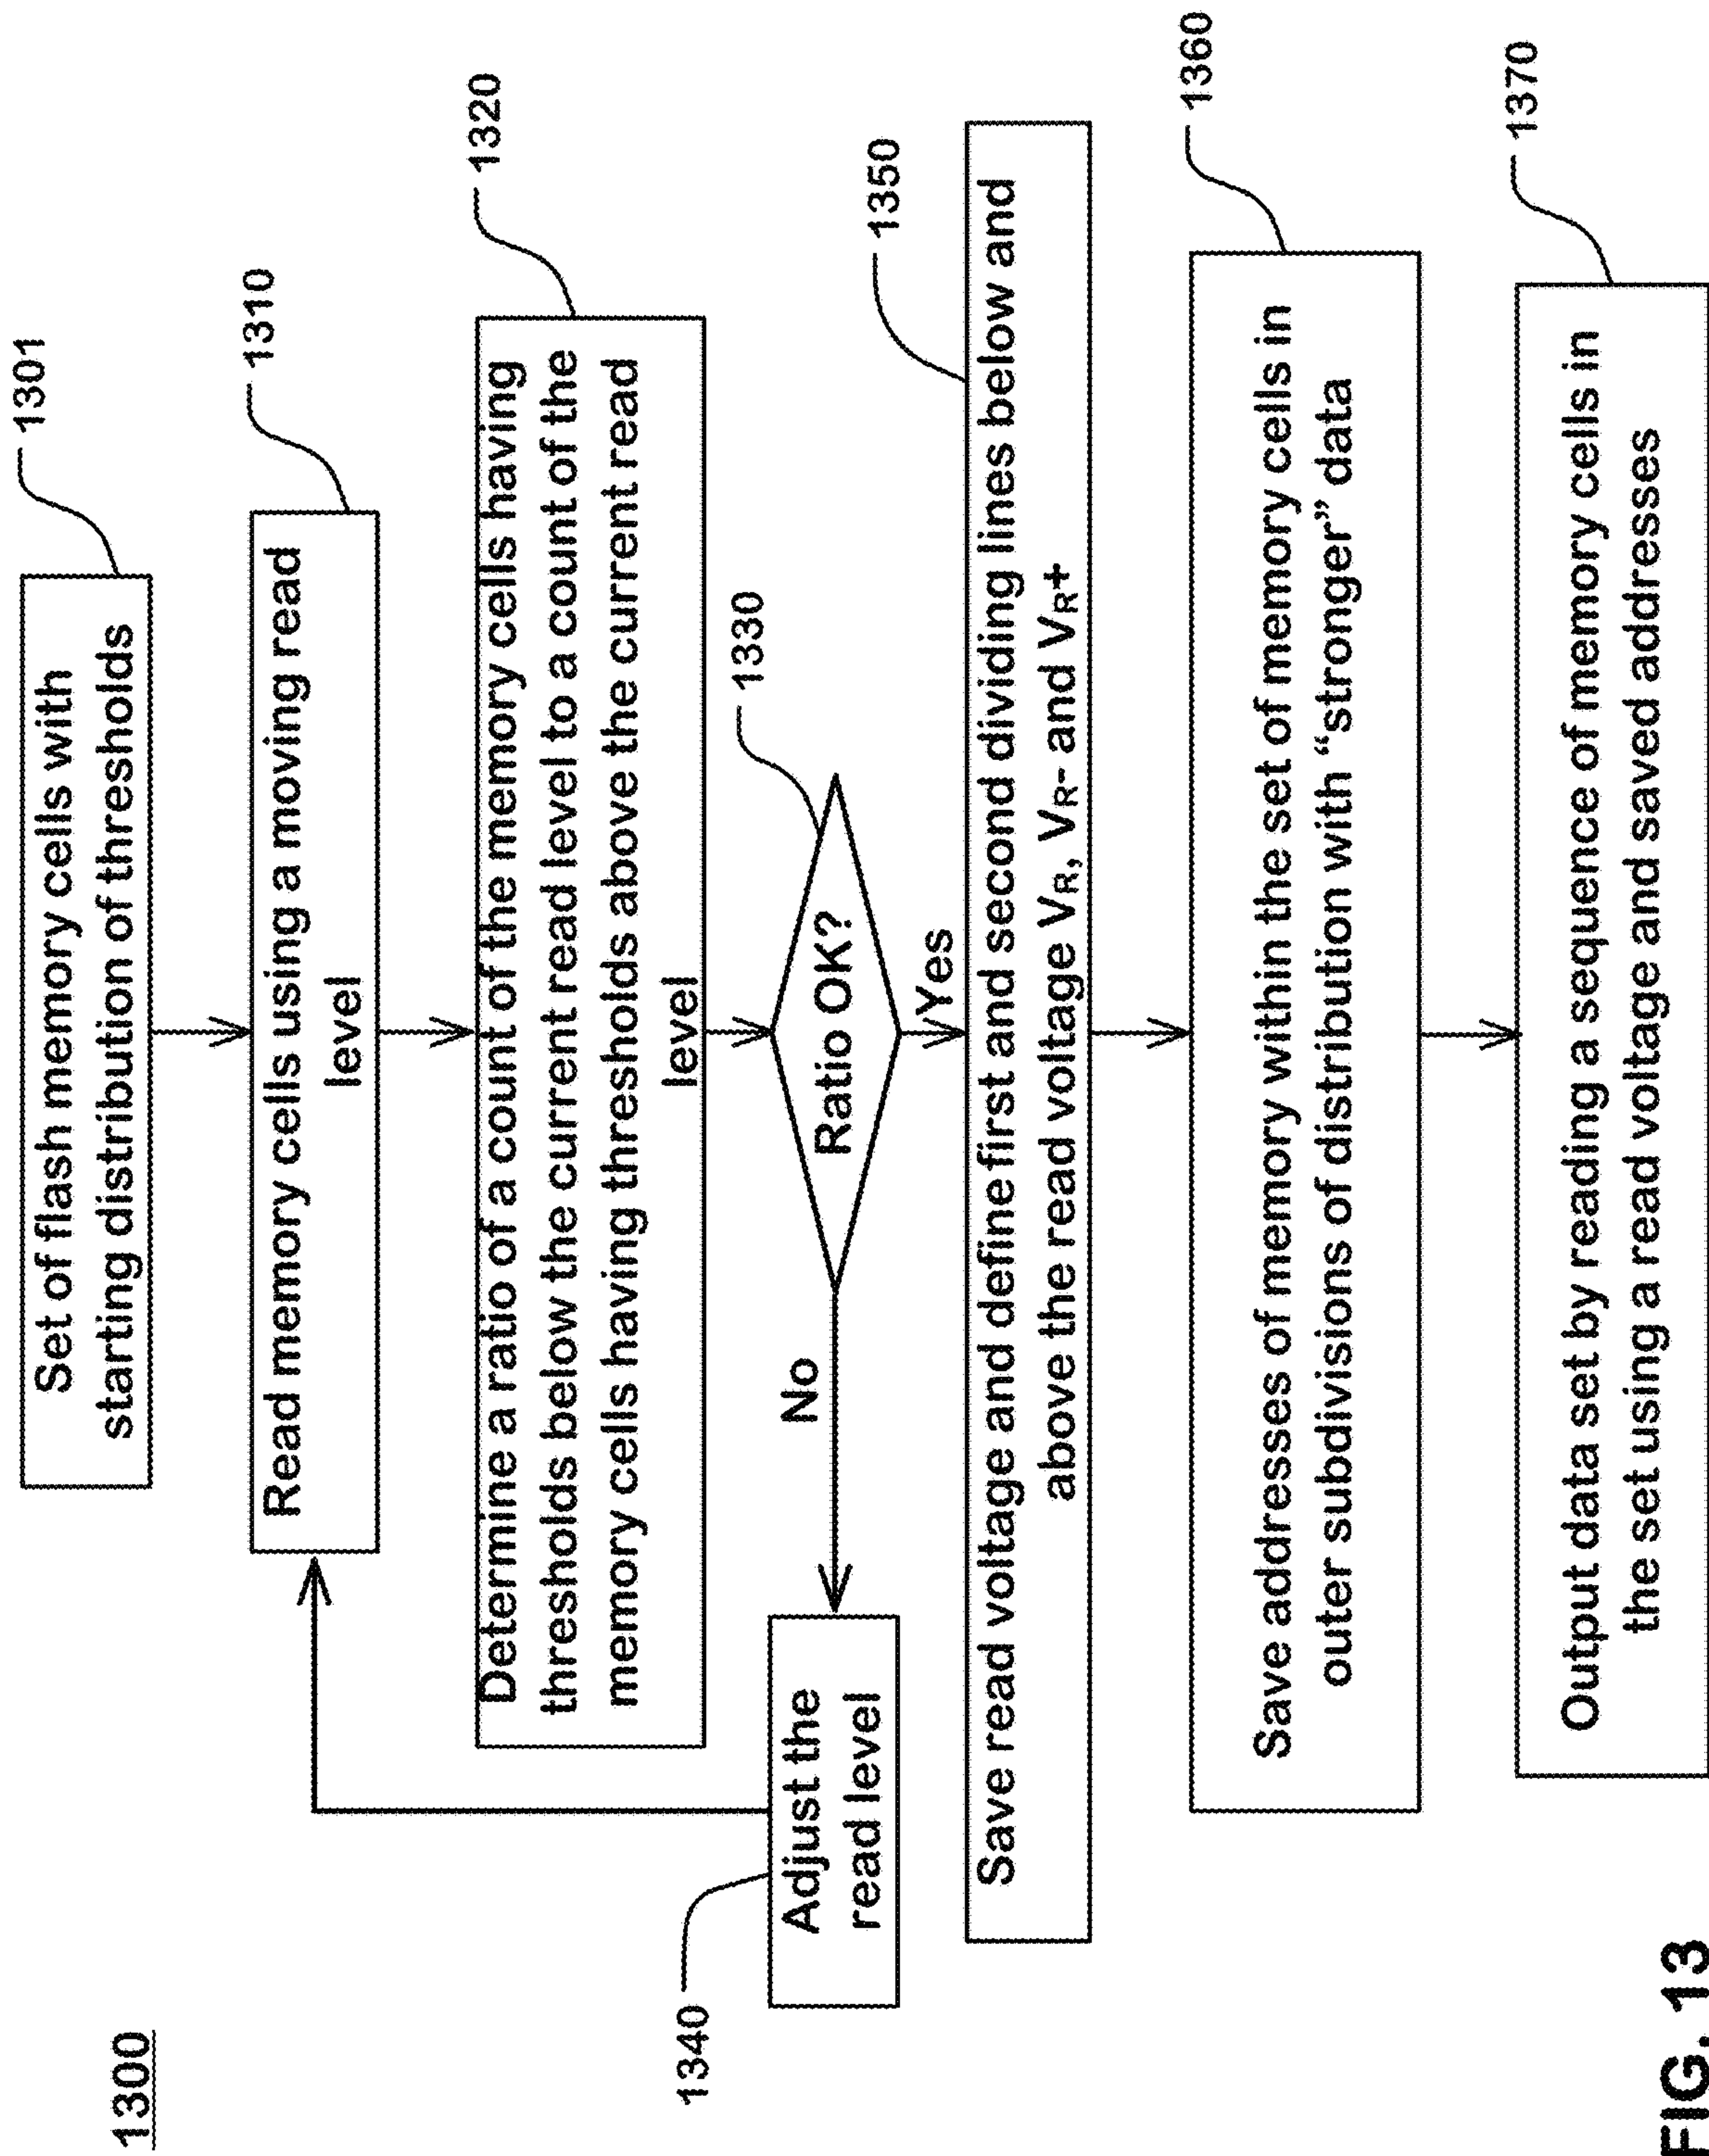 1300
1301
Set of flash memory cells with
starting distribution of thresholds
1310
Read memory cells using a moving read
level
1320
Determine a ratio of a count of the memory cells having
thresholds below the current read level to a count of the
memory cells having thresholds above the current read
level
1330
Ratio OK?
No
Yes
1340
Adjust the
read level
1350
Save read voltage and define first and second dividing lines below and
above the read voltage VR, VR- and VR+
1360
Save addresses of memory within the set of memory cells in
outer subdivisions of distribution with “stronger” data
1370
Output data set by reading a sequence of memory cells in
the set using a read voltage and saved addresses
FIG. 13